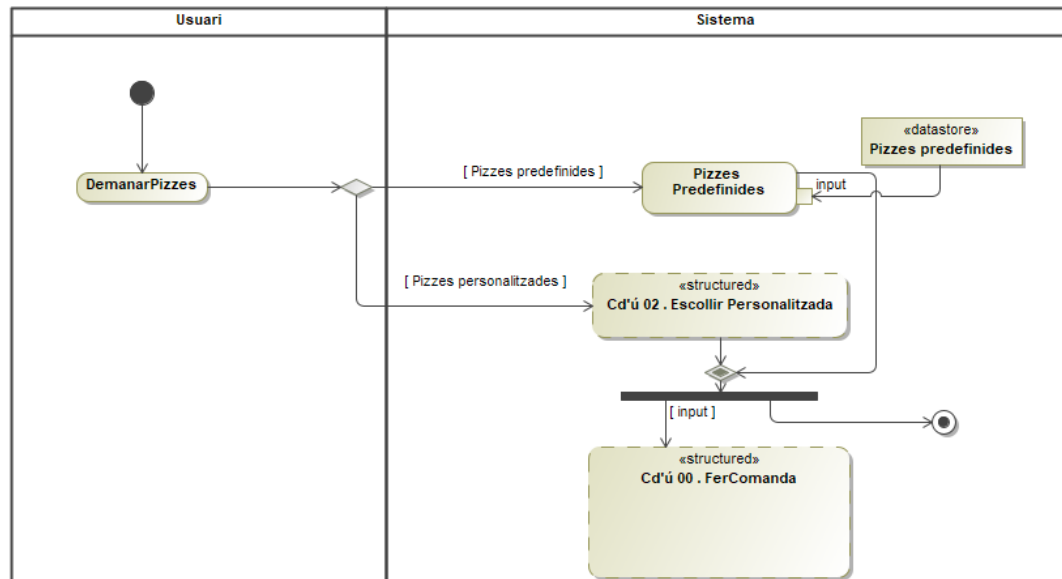 Usuari
Sistema
«datastore»
Pizzes predefinides
[ Pizzes predefinides ]
Pizzes
Predefinides
input
DemanarPizzes
[ Pizzes personalitzades ]
«structured»
Cd'ú 02 . Escollir Personalitzada
[ input ]
«structured»
Cd'ú 00 . FerComanda